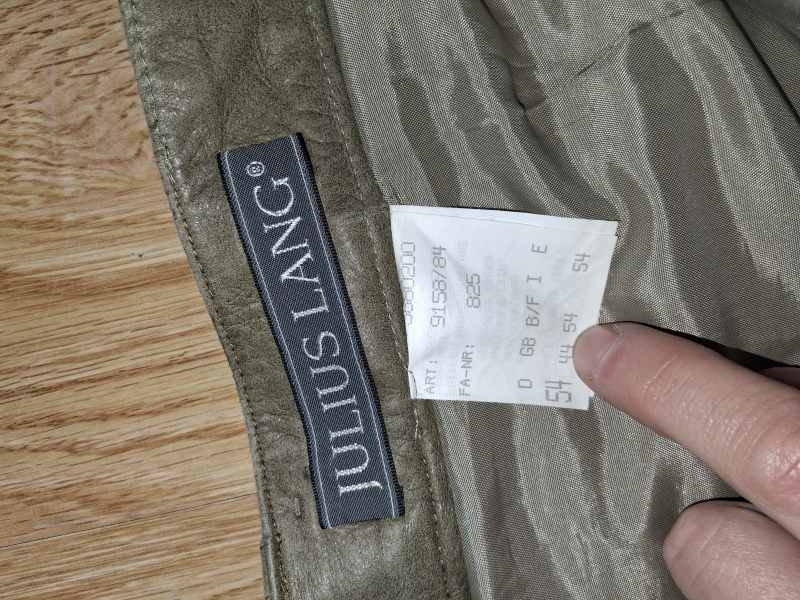 JULIUS LANG®
ART: 9158/84
FA-NR: 825
D GB B/F I E
54 44 54 54